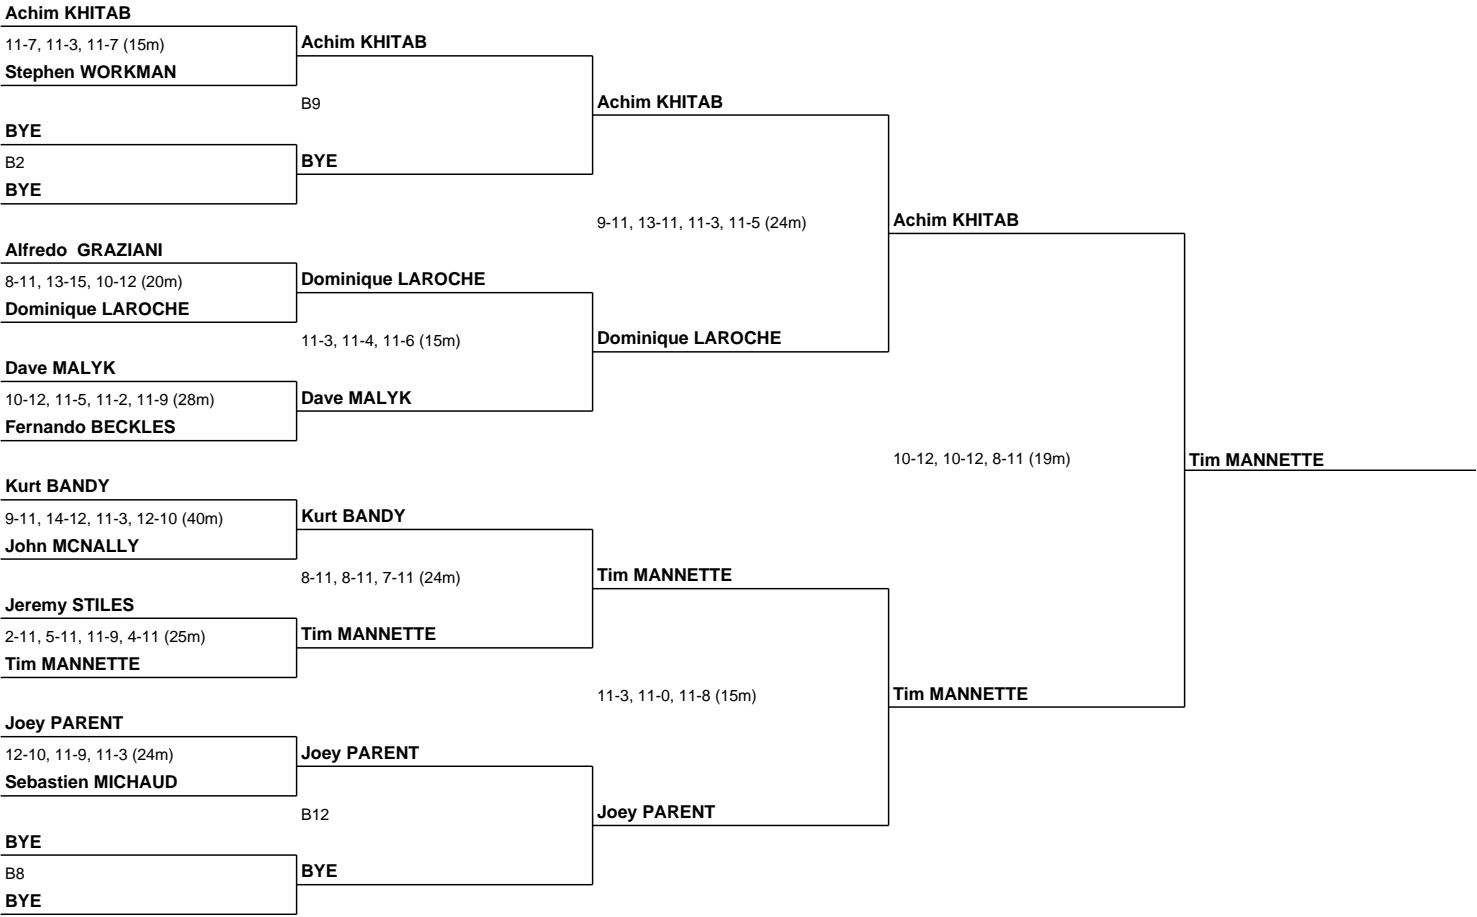 Achim KHITAB
11-7, 11-3, 11-7 (15m)
Stephen WORKMAN
BYE
B2
BYE
Alfredo  GRAZIANI
8-11, 13-15, 10-12 (20m)
Dominique LAROCHE
Dave MALYK
10-12, 11-5, 11-2, 11-9 (28m)
Fernando BECKLES
Kurt BANDY
9-11, 14-12, 11-3, 12-10 (40m)
John MCNALLY
Jeremy STILES
2-11, 5-11, 11-9, 4-11 (25m)
Tim MANNETTE
Joey PARENT
12-10, 11-9, 11-3 (24m)
Sebastien MICHAUD
BYE
B8
BYE
Achim KHITAB
B9
BYE
Dominique LAROCHE
11-3, 11-4, 11-6 (15m)
Dave MALYK
Kurt BANDY
8-11, 8-11, 7-11 (24m)
Tim MANNETTE
Joey PARENT
B12
BYE
Achim KHITAB
9-11, 13-11, 11-3, 11-5 (24m)
Dominique LAROCHE
Tim MANNETTE
11-3, 11-0, 11-8 (15m)
Joey PARENT
Achim KHITAB
10-12, 10-12, 8-11 (19m)
Tim MANNETTE
Tim MANNETTE